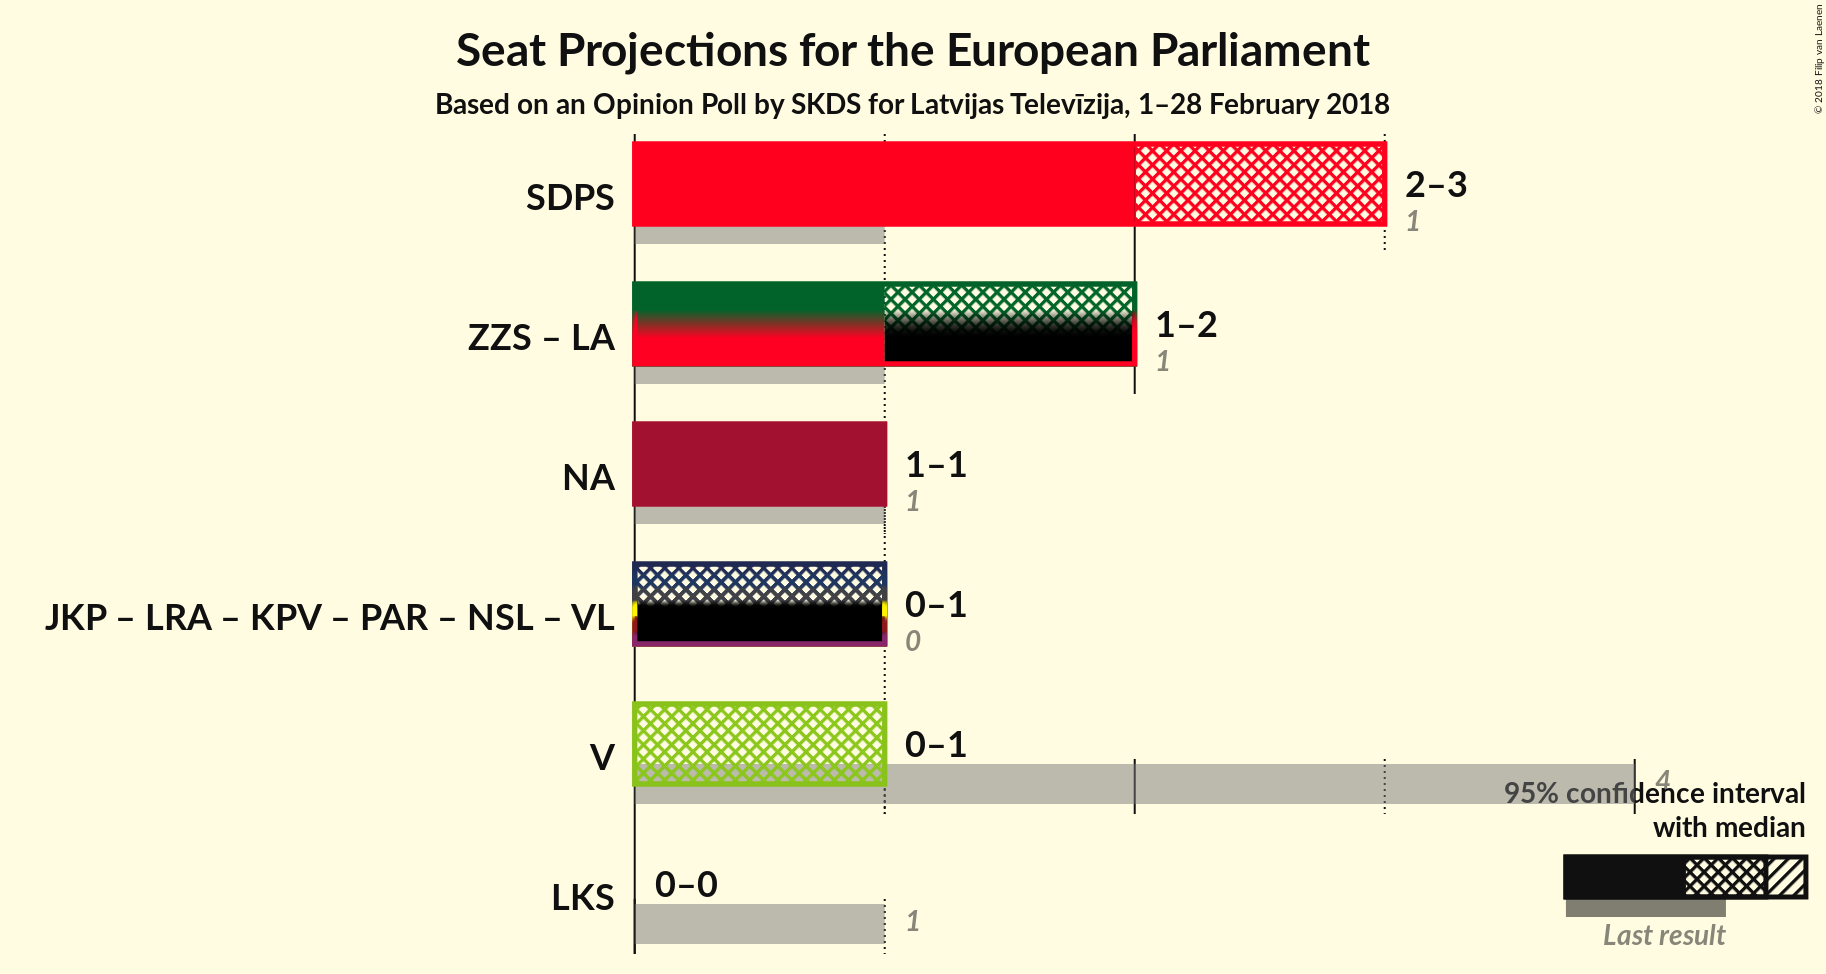 Seat Projections for the European Parliament
Based on an Opinion Poll by SKDS for Latvijas Televīzija, 1–28 February 2018
© 2018 Filip van Laenen
SDPS
2–3
1
ZZS – LA
1–2
1
NA
1–1
1
JKP – LRA – KPV – PAR – NSL – VL
0–1
0
V
0–1
4
LKS
0–0
1
95% confidence interval
with median
Last result